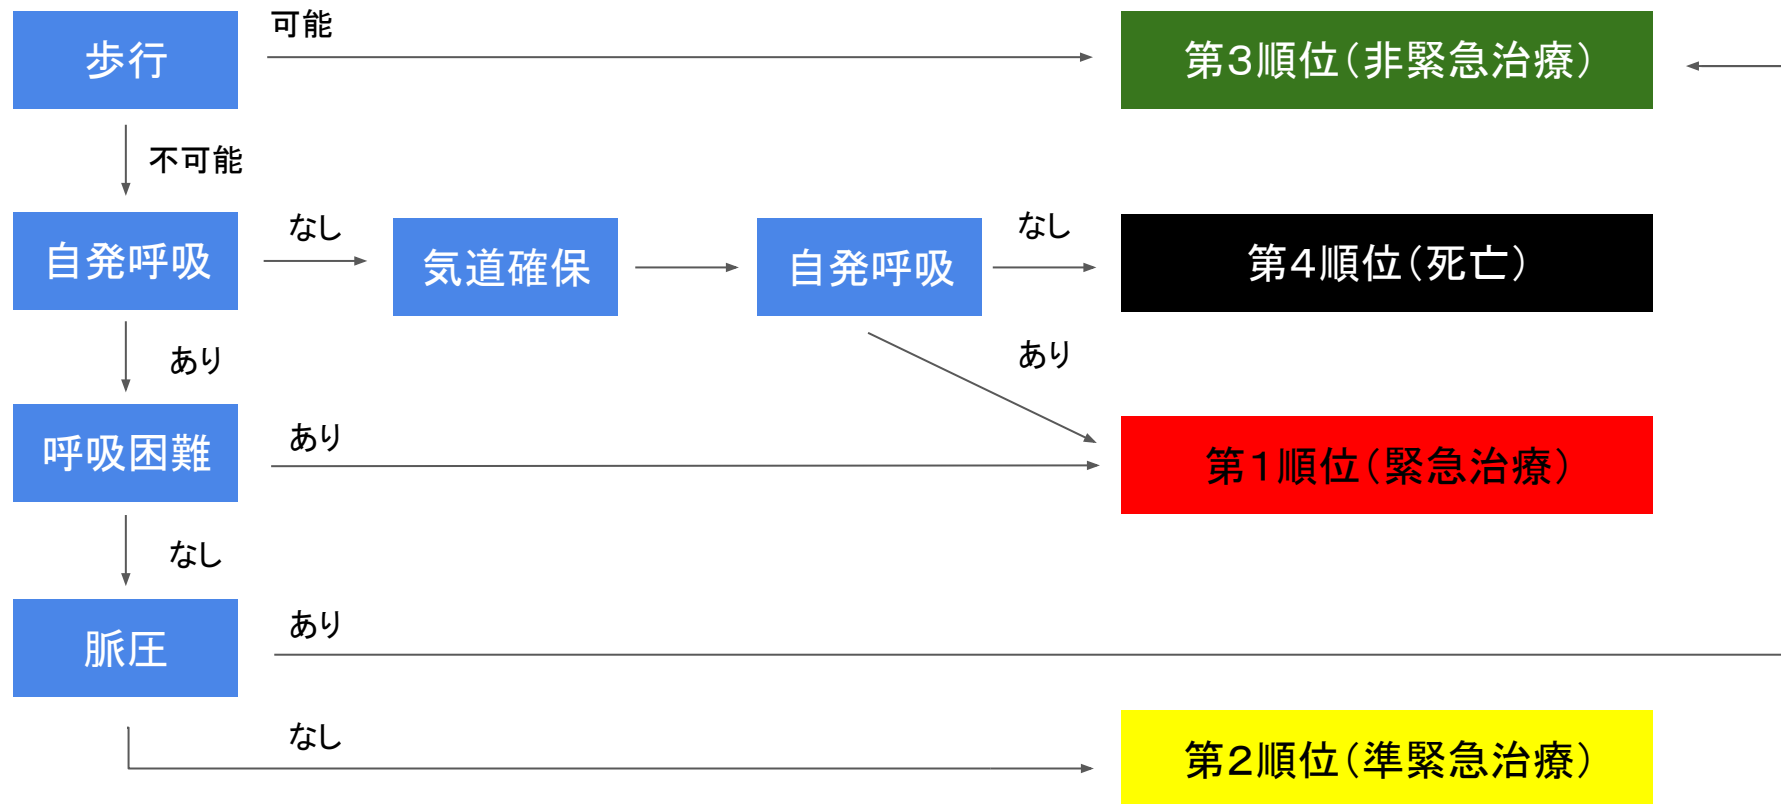 歩行
可能
第3順位(非緊急治療)
不可能
自発呼吸
なし
気道確保
自発呼吸
なし
第4順位(死亡)
あり
あり
呼吸困難
あり
第1順位(緊急治療)
なし
脈圧
あり
なし
第2順位(準緊急治療)